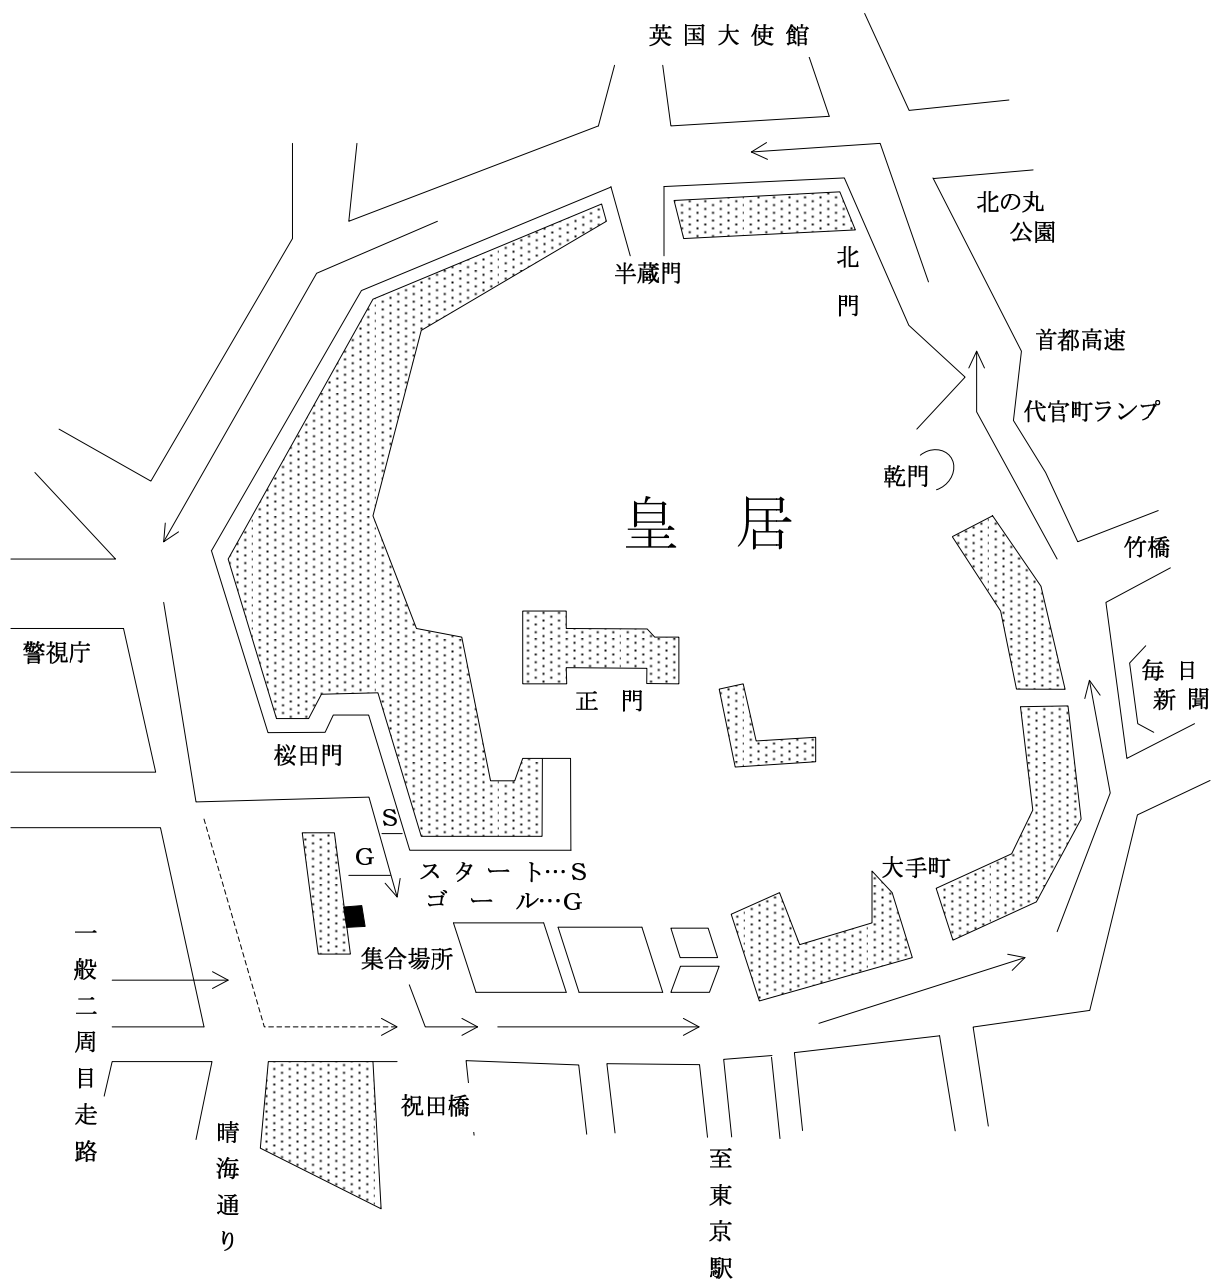 英国大使館
北の丸
公園
半蔵門
北門
首都高速
代官町ランプ
乾門
皇居
竹橋
警視庁
毎日
新聞
正門
桜田門
S
G
スタート…S
ゴール…G
大手町
集合場所
一般二周目走路
祝田橋
晴海通り
至東京駅